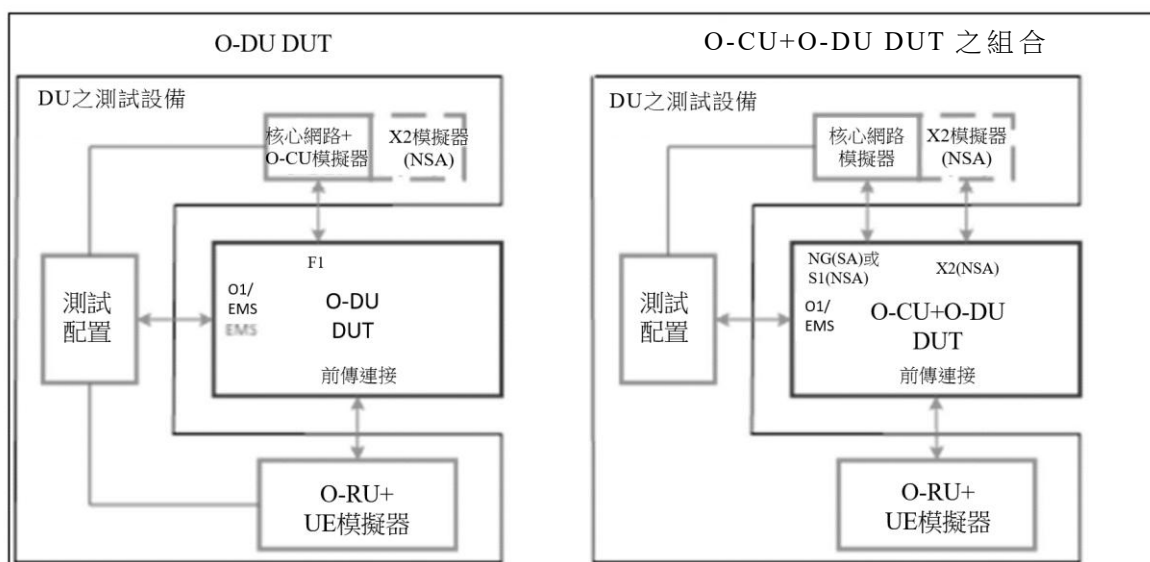 O-DU DUT
DU之測試設備
核心網路+
O-CU模擬器
X2模擬器
(NSA)
測試
配置
F1
O1/
EMS
EMS
O-DU
DUT
前傳連接
O-RU+
UE模擬器
O-CU+O-DU DUT 之組合
DU之測試設備
核心網路
模擬器
X2模擬器
(NSA)
測試
配置
NG(SA)或
S1(NSA)
X2(NSA)
O1/
EMS
O-CU+O-DU
DUT
前傳連接
O-RU+
UE模擬器